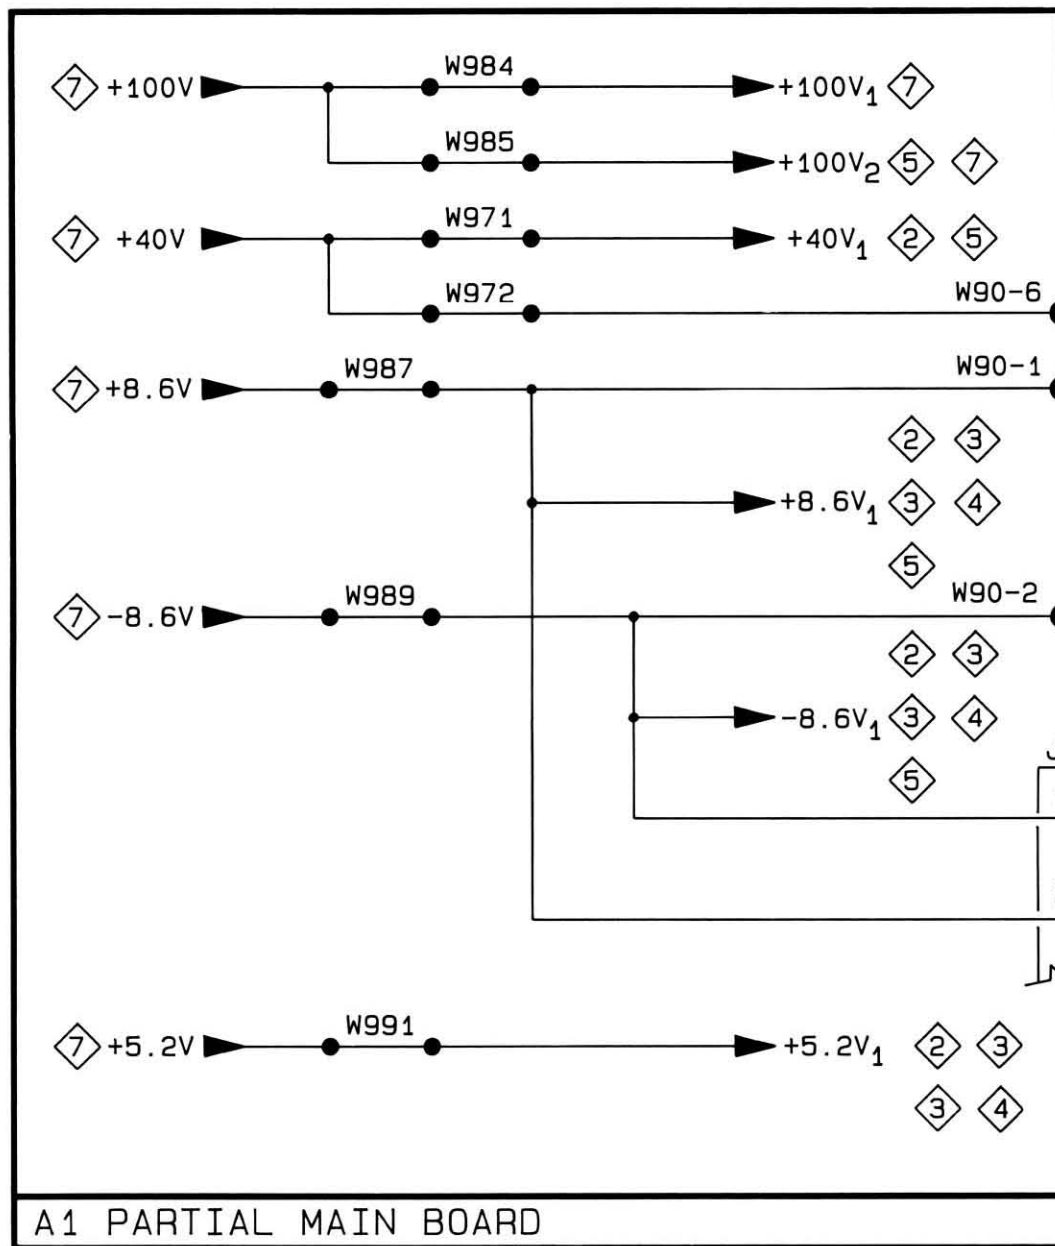 W984
7 +100V +100V1 7
W985
+100V2 5 7
W971
7 +40V +40V1 2 5
W972 W90-6
W987 W90-1
7 +8.6V
2 3
+8.6V1 3 4
5
W989 W90-2
7 -8.6V
2 3
-8.6V1 3 4
5
W991
7 +5.2V +5.2V1 2 3
3 4
A1 PARTIAL MAIN BOARD